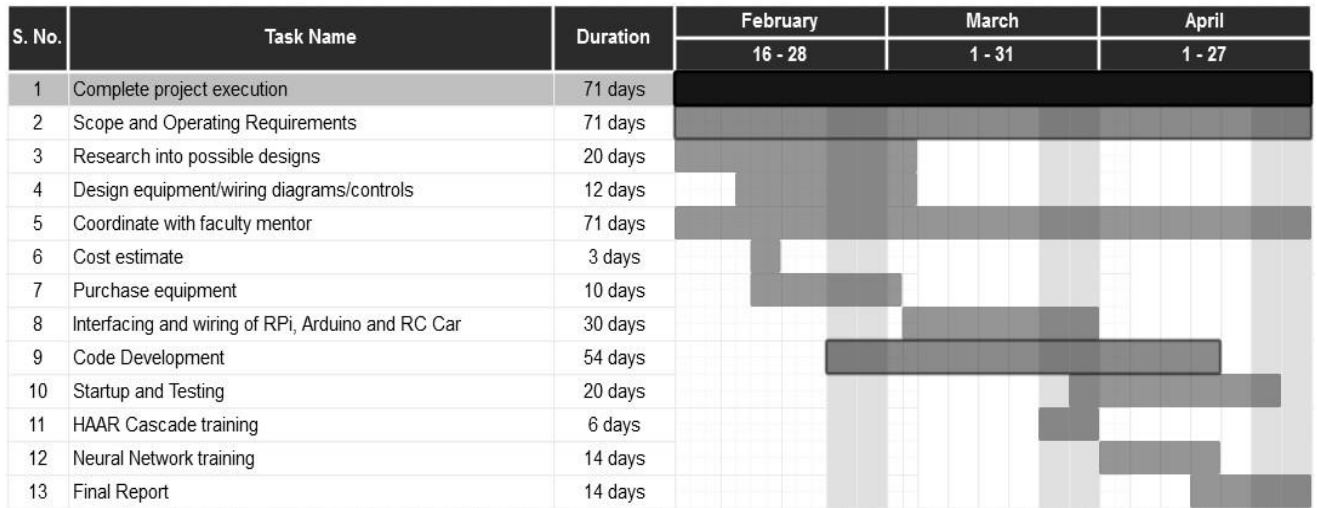 S. No. Task Name Duration February March April
16 - 28 1 - 31 1 - 27
1 Complete project execution 71 days
2 Scope and Operating Requirements 71 days
3 Research into possible designs 20 days
4 Design equipment/wiring diagrams/controls 12 days
5 Coordinate with faculty mentor 71 days
6 Cost estimate 3 days
7 Purchase equipment 10 days
8 Interfacing and wiring of RPi, Arduino and RC Car 30 days
9 Code Development 54 days
10 Startup and Testing 20 days
11 HAAR Cascade training 6 days
12 Neural Network training 14 days
13 Final Report 14 days